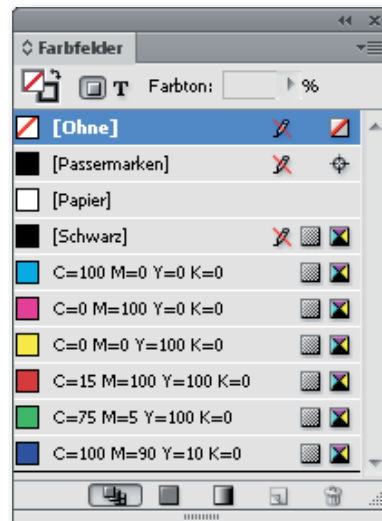 Farbfelder
T Farbton: %
[Ohne]
[Passermarken]
[Papier]
[Schwarz]
C=100 M=0 Y=0 K=0
C=0 M=100 Y=0 K=0
C=0 M=0 Y=100 K=0
C=15 M=100 Y=100 K=0
C=75 M=5 Y=100 K=0
C=100 M=90 Y=10 K=0